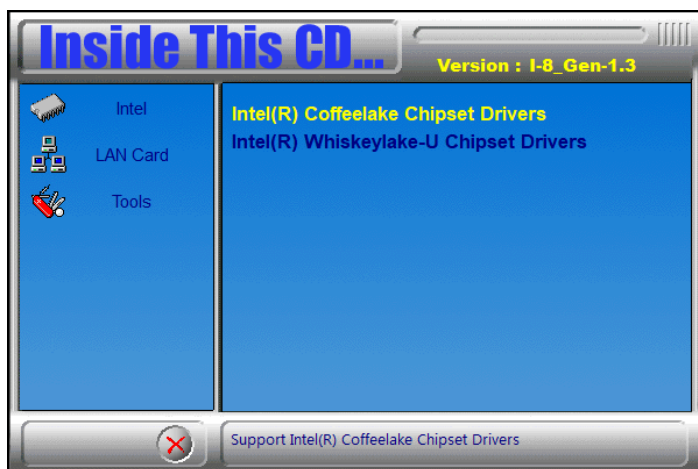 Inside This CD...
Version : I-8_Gen-1.3
Intel
LAN Card
Tools
Intel(R) Coffeelake Chipset Drivers
Intel(R) Whiskeylake-U Chipset Drivers
Support Intel(R) Coffeelake Chipset Drivers